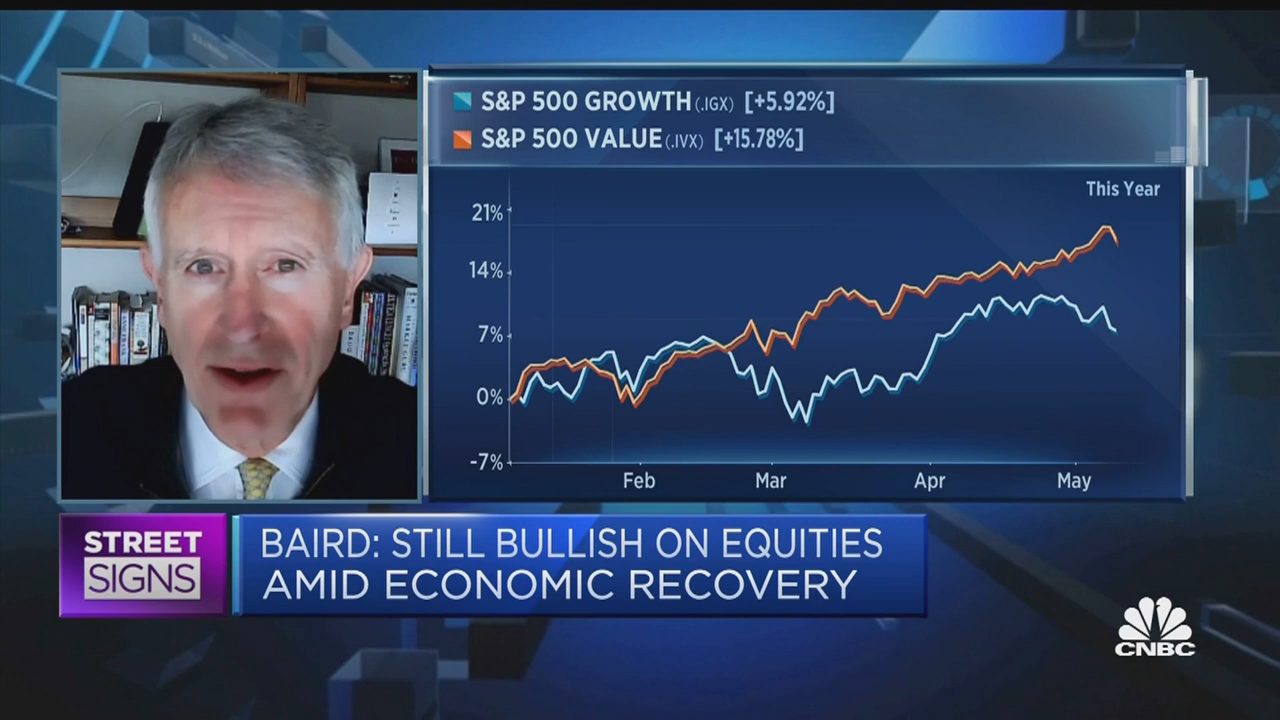 S&P 500 GROWTH (.IGX) [+5.92%]
S&P 500 VALUE (.IVX) [+15.78%]
This Year
21%
14%
7%
0%
-7%
Feb Mar Apr May
STREET
SIGNS
BAIRD: STILL BULLISH ON EQUITIES
AMID ECONOMIC RECOVERY
CNBC